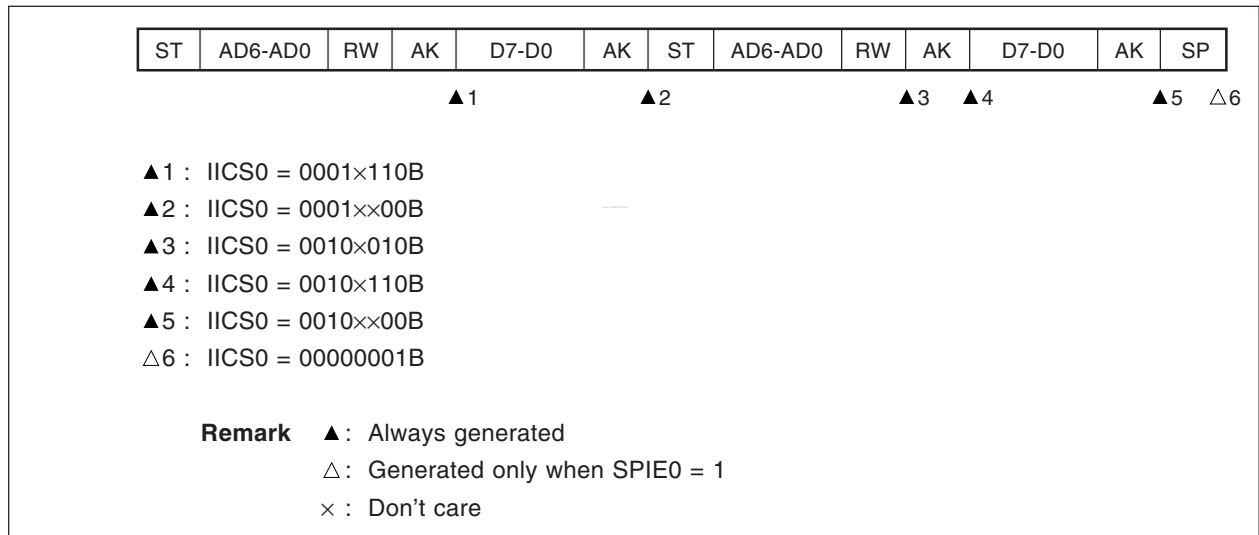 ST AD6-AD0 RW AK D7-D0 AK ST AD6-AD0 RW AK D7-D0 AK SP
▲1 ▲2 ▲3 ▲4 ▲5 △6
▲1 : IICS0 = 0001×110B
▲2 : IICS0 = 0001××00B
▲3 : IICS0 = 0010×010B
▲4 : IICS0 = 0010×110B
▲5 : IICS0 = 0010××00B
△6 : IICS0 = 00000001B
Remark ▲ : Always generated
△ : Generated only when SPIE0 = 1
× : Don't care